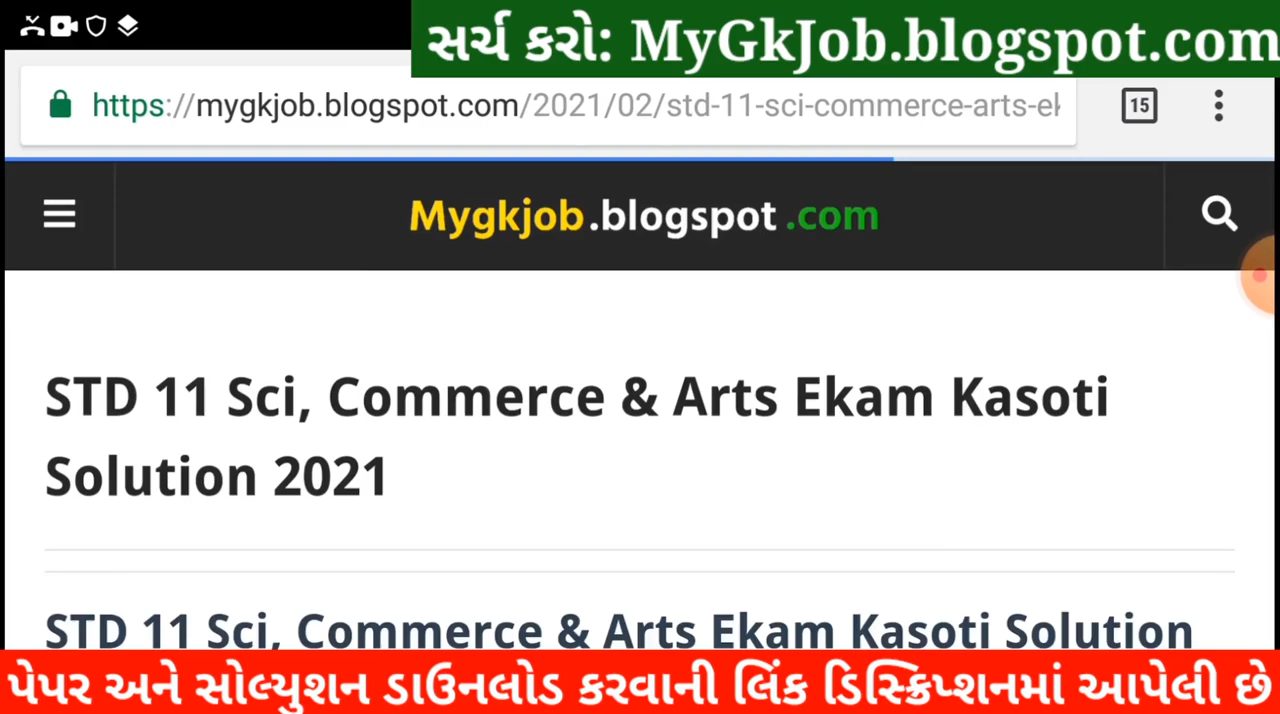 સર્ચ કરો: MyGkJob.blogspot.com
https://mygkjob.blogspot.com/2021/02/std-11-sci-commerce-arts-ek
15
Mygkjob.blogspot.com
STD 11 Sci, Commerce & Arts Ekam Kasoti
Solution 2021
STD 11 Sci, Commerce & Arts Ekam Kasoti Solution
પેપર અને સોલ્યુશન ડાઉનલોડ કરવાની લિંક ડિસ્ક્રિપ્શનમાં આપેલી છે